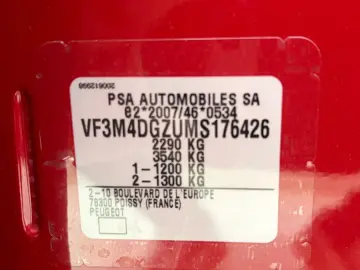 PSA AUTOMOBILES SA
e2*2007/46*0534
VF3M4DGZUMS176426
2290 KG
3540 KG
1-1200 KG
2-1300 KG
2-10 BOULEVARD DE L'EUROPE
78300 POISSY (FRANCE)
PEUGEOT